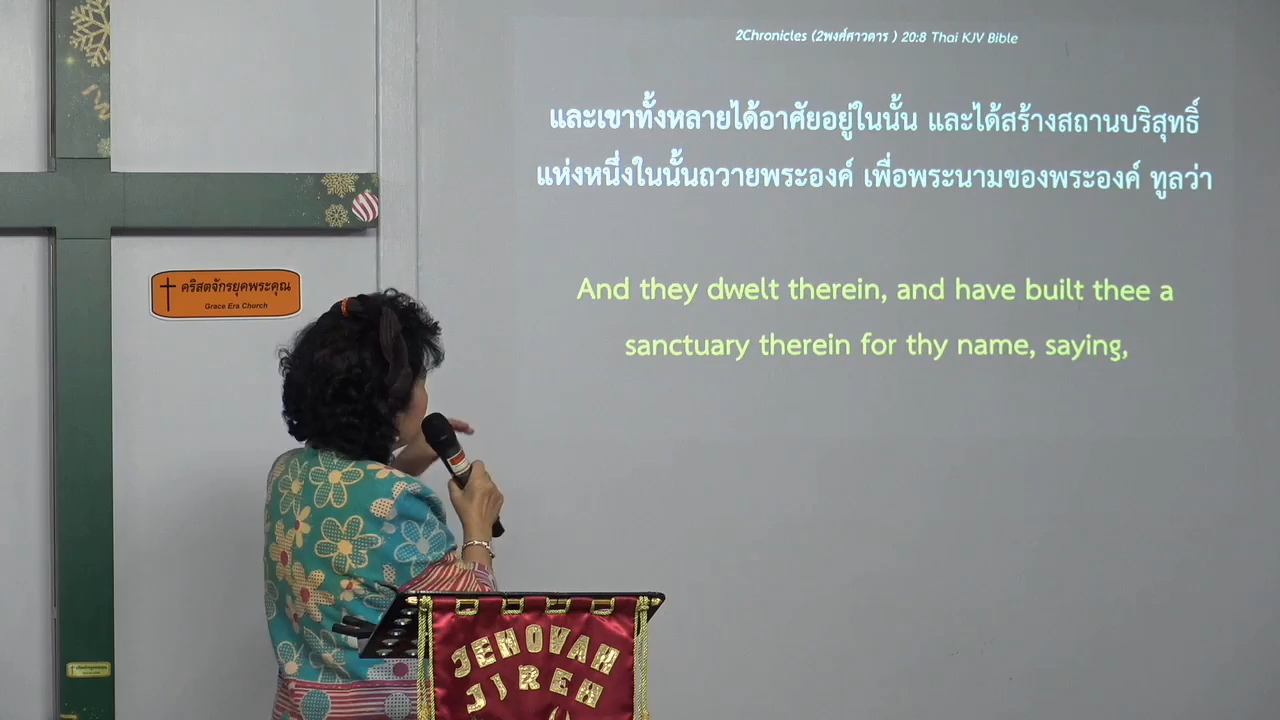 2Chronicles (2พงศ์ศาวดาร ) 20:8 Thai KJV Bible
และเขาทั้งหลายได้อาศัยอยู่ในนั้น และได้สร้างสถานบริสุทธิ์
แห่งหนึ่งในนั้นถวายพระองค์ เพื่อพระนามของพระองค์ ทูลว่า
And they dwelt therein, and have built thee a
sanctuary therein for thy name, saying,
คริสตจักรยุคพระคุณ
Grace Era Church
JEHOVAH
JIREH